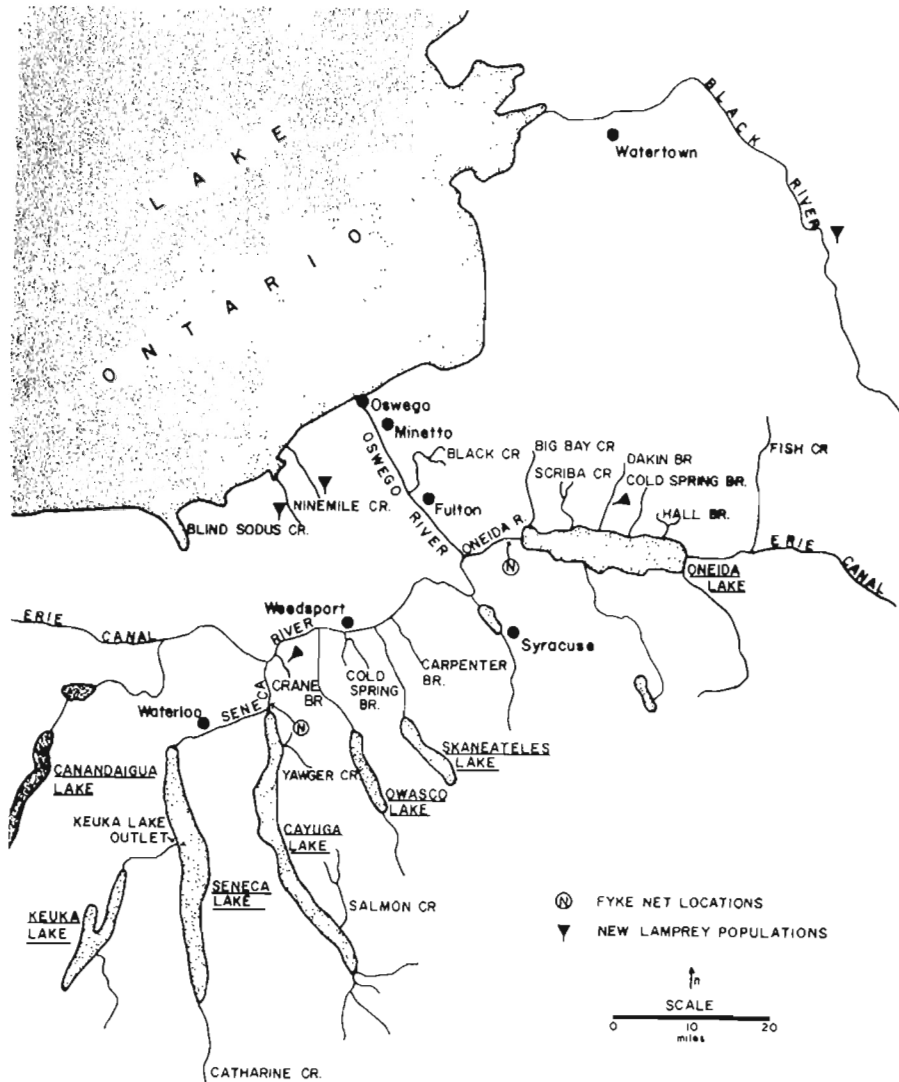 LAKE
ONTARIO
BLACK
RIVER
Watertown
Oswego
Minetto
OSWEGO
RIVER
BLACK CR
Fulton
BIG BAY CR
SCRIBA CR
DAKIN BR
COLD SPRING BR.
HALL BR.
FISH CR
NINEMILE CR.
BLIND SODUS CR.
ONEIDA R.
N
ONEIDA
LAKE
ERIE
CANAL
ERIE
CANAL
Weedsport
RIVER
SENECA
Syracuse
CRANE
BR
COLD
SPRING
BR.
CARPENTER
BR.
Waterloo
N
YAWGER CR
SKANEATELES
LAKE
OWASCO
LAKE
CANANDAIGUA
LAKE
KEUKA LAKE
OUTLET
CAYUGA
LAKE
SENECA
LAKE
KEUKA
LAKE
SALMON CR
CATHARINE CR.
N FYKE NET LOCATIONS
NEW LAMPREY POPULATIONS
n
SCALE
0 10 20
miles